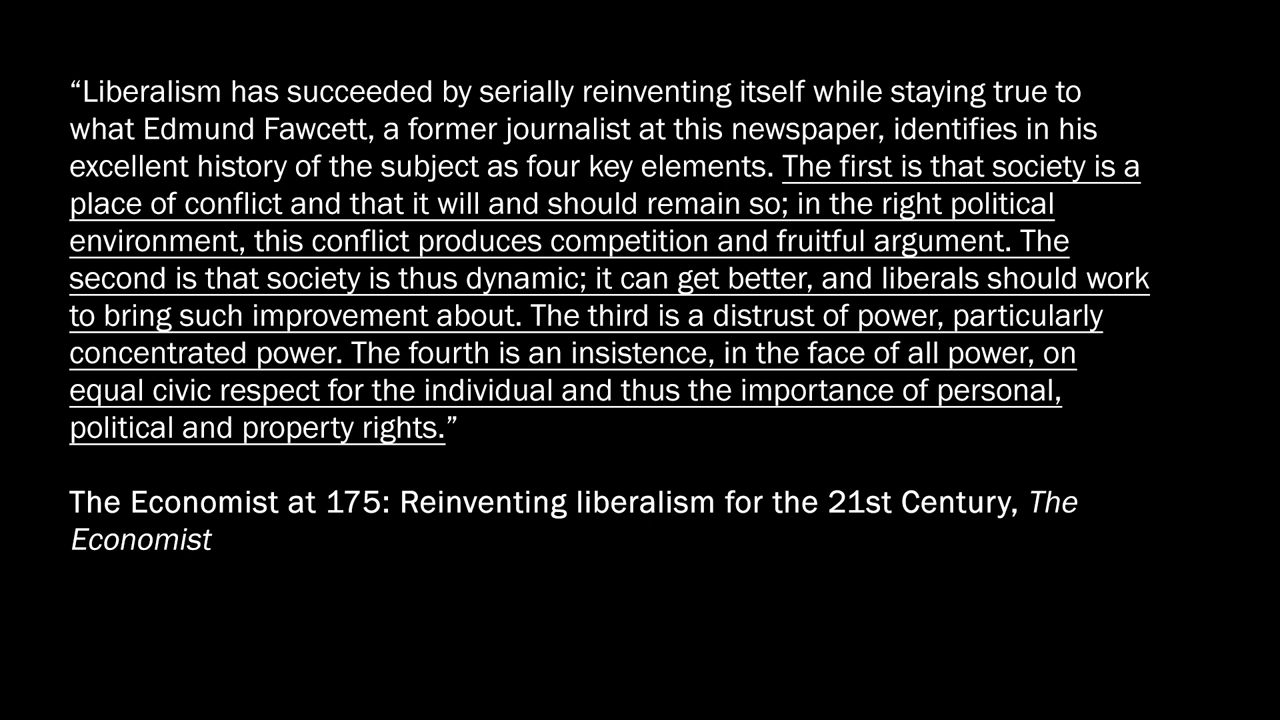 “Liberalism has succeeded by serially reinventing itself while staying true to
what Edmund Fawcett, a former journalist at this newspaper, identifies in his
excellent history of the subject as four key elements. The first is that society is a
place of conflict and that it will and should remain so; in the right political
environment, this conflict produces competition and fruitful argument. The
second is that society is thus dynamic; it can get better, and liberals should work
to bring such improvement about. The third is a distrust of power, particularly
concentrated power. The fourth is an insistence, in the face of all power, on
equal civic respect for the individual and thus the importance of personal,
political and property rights.”
The Economist at 175: Reinventing liberalism for the 21st Century, The
Economist